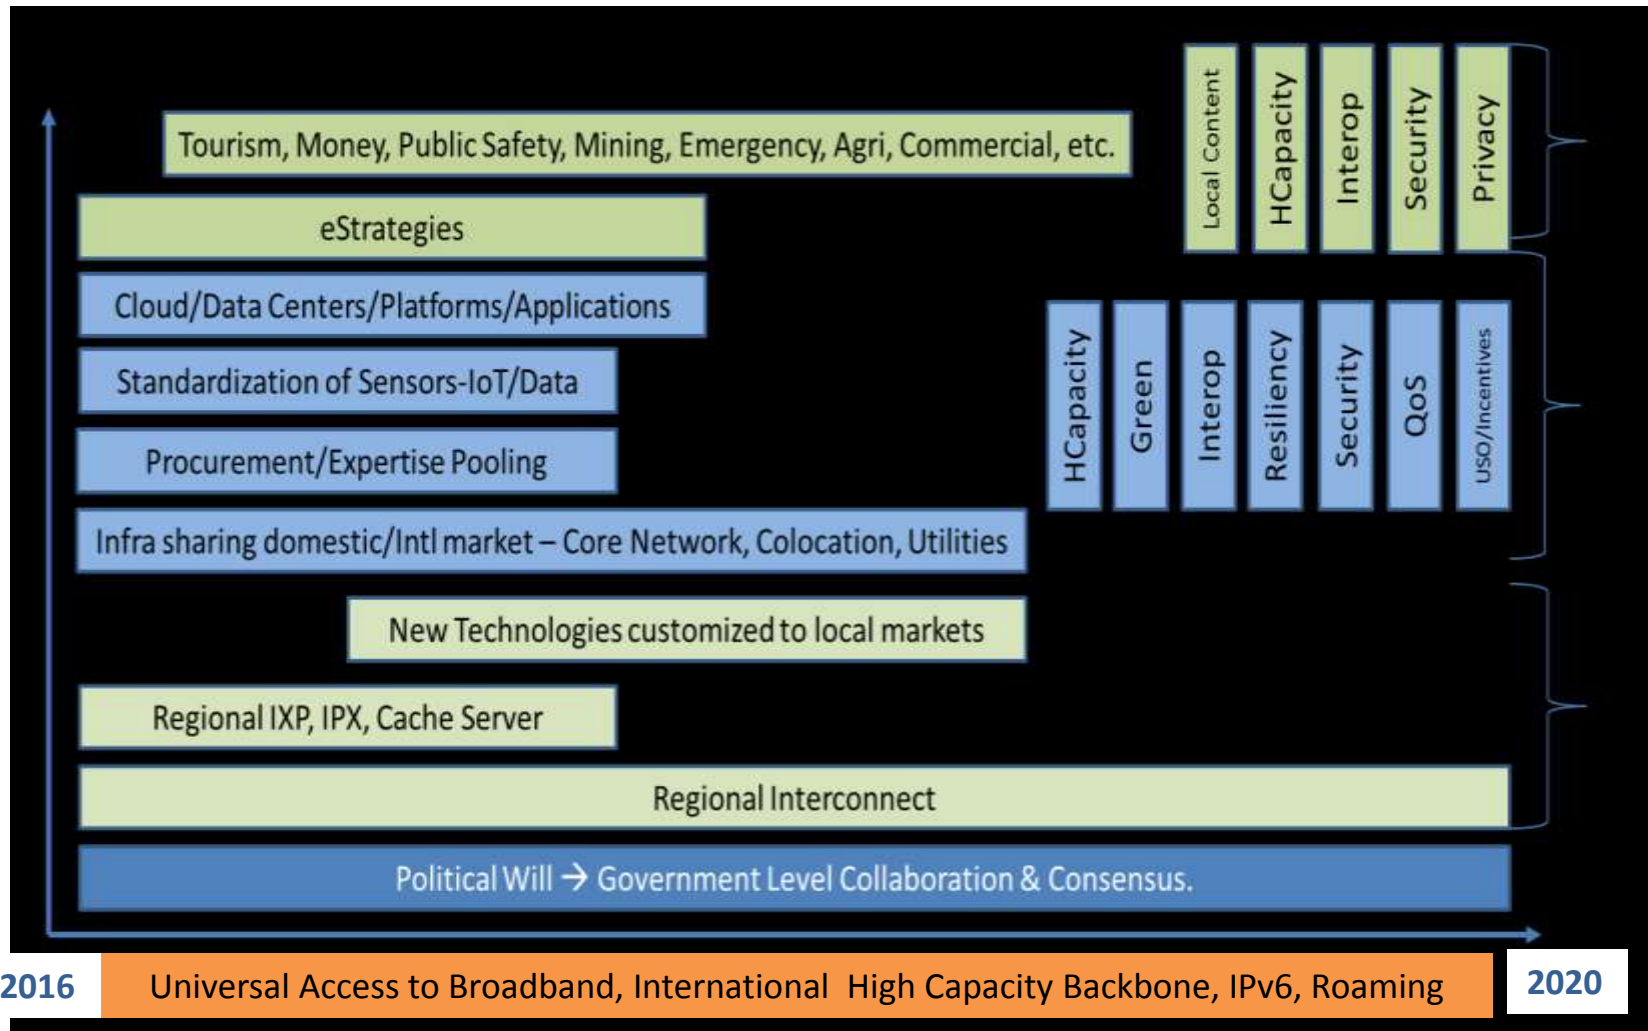 Local Content
HCapacity
Interop
Security
Privacy
Tourism, Money, Public Safety, Mining, Emergency, Agri, Commercial, etc.
eStrategies
Cloud/Data Centers/Platforms/Applications
Standardization of Sensors-IoT/Data
Procurement/Expertise Pooling
HCapacity
Green
Interop
Resiliency
Security
QoS
USO/Incentives
Infra sharing domestic/Intl market – Core Network, Colocation, Utilities
New Technologies customized to local markets
Regional IXP, IPX, Cache Server
Regional Interconnect
Political Will → Government Level Collaboration & Consensus.
2016
Universal Access to Broadband, International High Capacity Backbone, IPv6, Roaming
2020